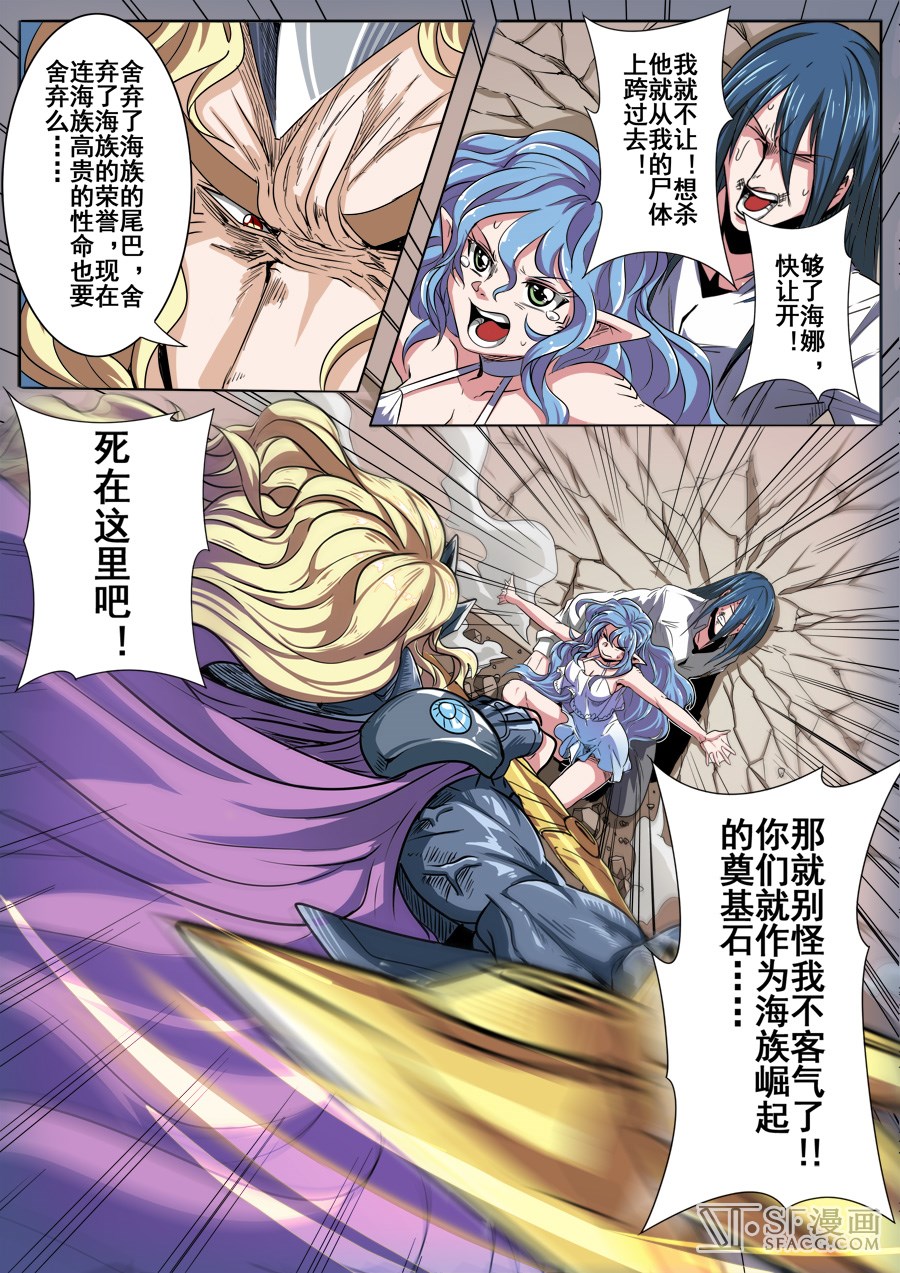 我就不让！想杀
他就从我的尸体
上跨过去！
够了海娜，
快让开！
舍弃了海族的尾巴，舍
弃了海族的荣誉，现在
连海族高贵的性命也要
舍弃么……
那就别怪我不客气了!!
你们就作为海族崛起
的奠基石……
死在这里吧！
SF漫画
SFACG.COM